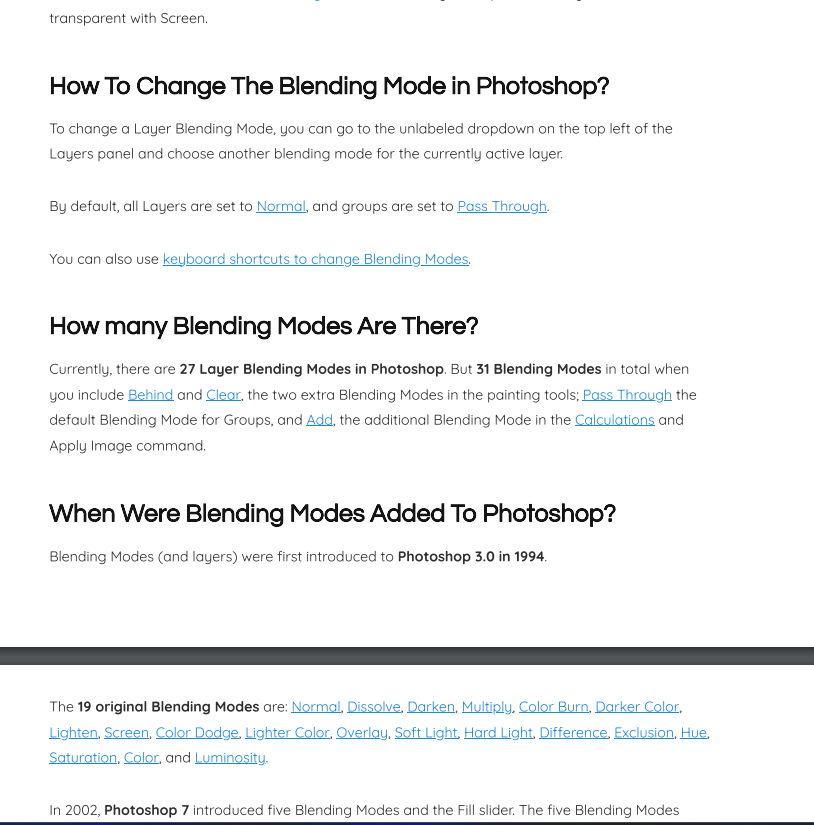 transparent with Screen.
How To Change The Blending Mode in Photoshop?
To change a Layer Blending Mode, you can go to the unlabeled dropdown on the top left of the
Layers panel and choose another blending mode for the currently active layer.
By default, all Layers are set to Normal, and groups are set to Pass Through.
You can also use keyboard shortcuts to change Blending Modes.
How many Blending Modes Are There?
Currently, there are 27 Layer Blending Modes in Photoshop. But 31 Blending Modes in total when
you include Behind and Clear, the two extra Blending Modes in the painting tools; Pass Through the
default Blending Mode for Groups, and Add, the additional Blending Mode in the Calculations and
Apply Image command.
When Were Blending Modes Added To Photoshop?
Blending Modes (and layers) were first introduced to Photoshop 3.0 in 1994.
The 19 original Blending Modes are: Normal, Dissolve, Darken, Multiply, Color Burn, Darker Color,
Lighten, Screen, Color Dodge, Lighter Color, Overlay, Soft Light, Hard Light, Difference, Exclusion, Hue,
Saturation, Color, and Luminosity.
In 2002, Photoshop 7 introduced five Blending Modes and the Fill slider. The five Blending Modes